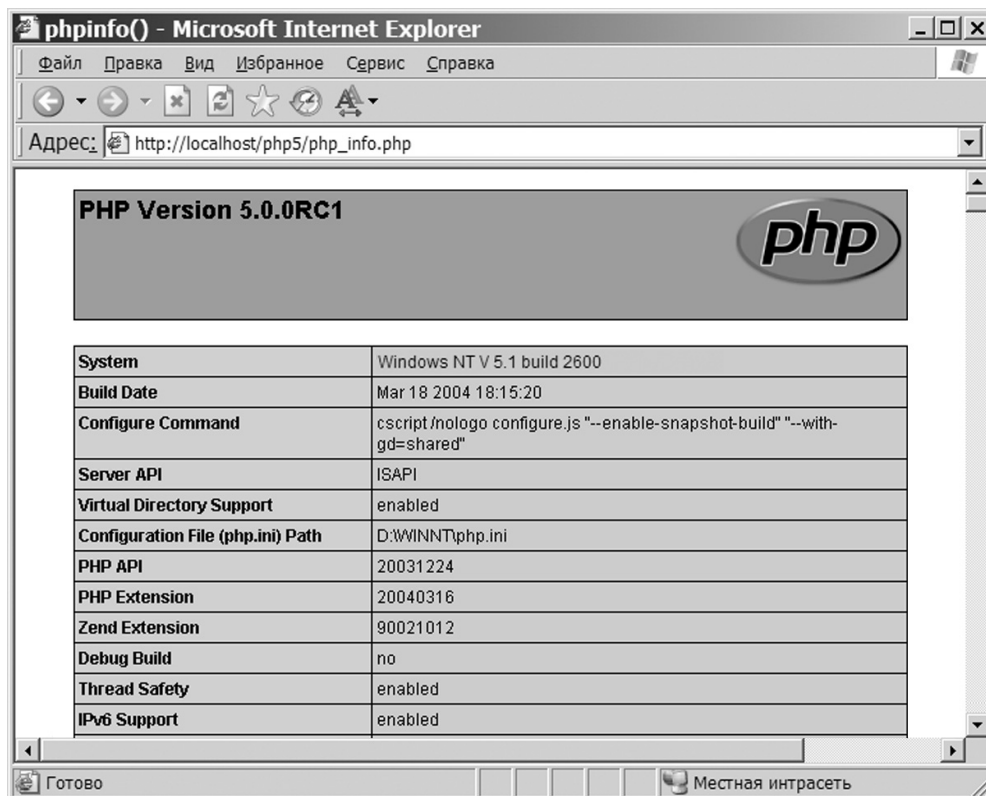 phpinfo() - Microsoft Internet Explorer
Файл Правка Вид Избранное Сервис Справка
Адрес: http://localhost/php5/php_info.php
PHP Version 5.0.0RC1
php
System Windows NT V 5.1 build 2600
Build Date Mar 18 2004 18:15:20
Configure Command cscript /nologo configure.js "--enable-snapshot-build" "--with-
gd=shared"
Server API ISAPI
Virtual Directory Support enabled
Configuration File (php.ini) Path D:\WINNT\php.ini
PHP API 20031224
PHP Extension 20040316
Zend Extension 90021012
Debug Build no
Thread Safety enabled
IPv6 Support enabled
Готово Местная интрасеть